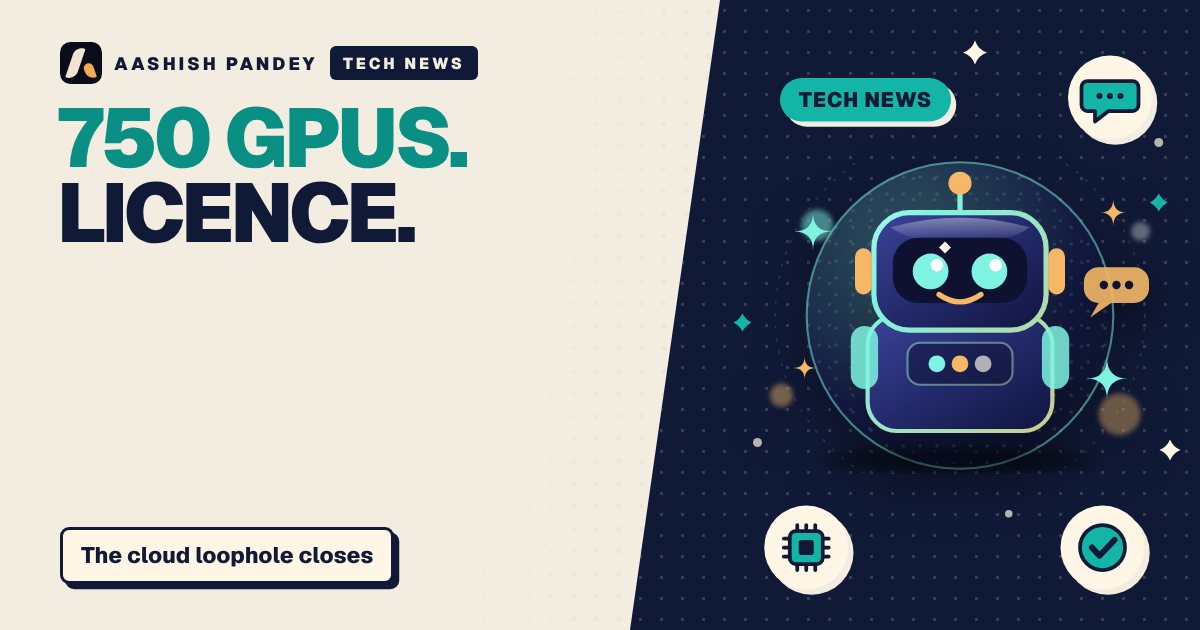 AASHISH PANDEY
TECH NEWS
750 GPUS.
LICENCE.
The cloud loophole closes
TECH NEWS